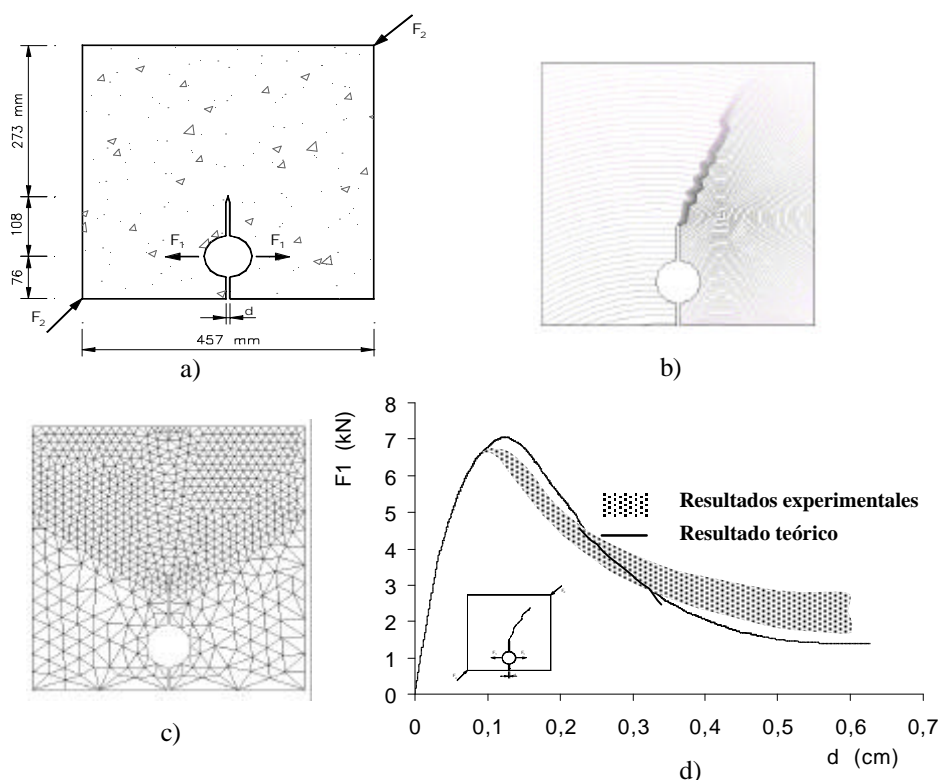 F2
273 mm
108
76
F1
F1
F2
d
457 mm
a)
b)
c)
F1 (kN)
8
7
6
5
4
3
2
1
0
Resultados experimentales
Resultado teórico
0
0,1
0,2
0,3
0,4
0,5
0,6
0,7
d (cm)
d)